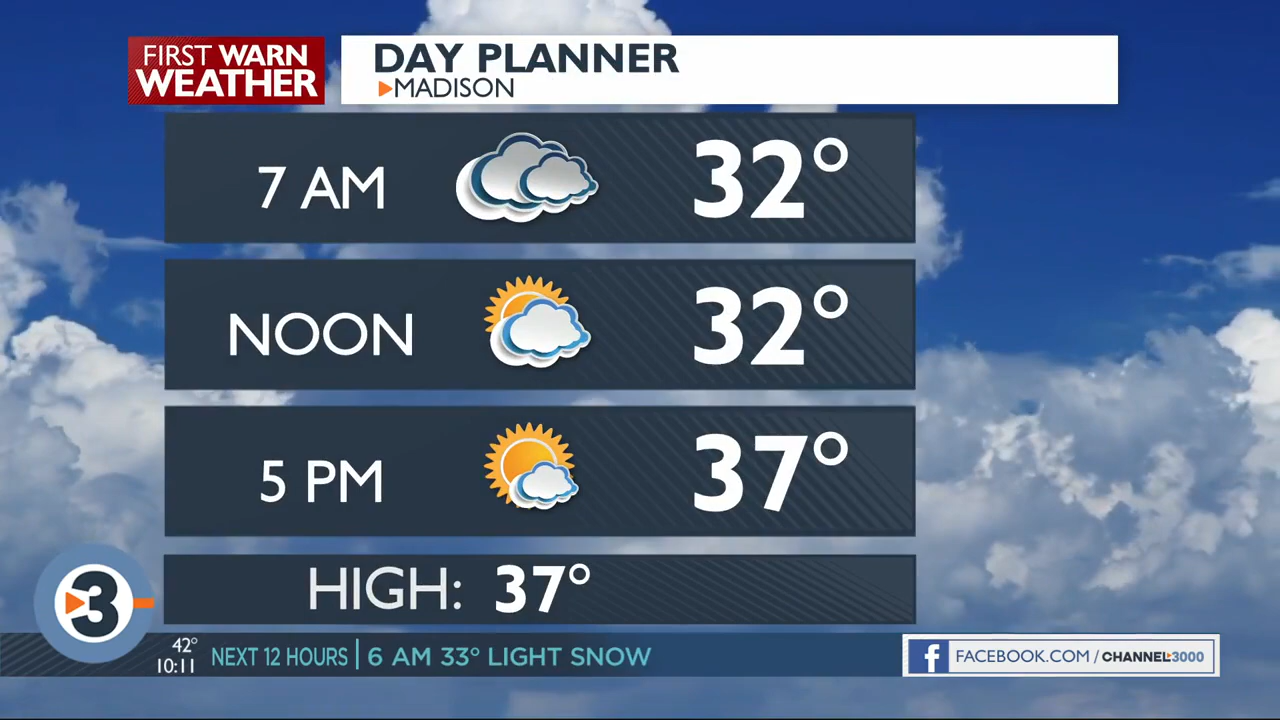 FIRST WARN
WEATHER
DAY PLANNER
MADISON
7 AM 32°
NOON 32°
5 PM 37°
HIGH: 37°
3
42°
10:11
NEXT 12 HOURS | 6 AM 33° LIGHT SNOW
f FACEBOOK.COM / CHANNEL3000